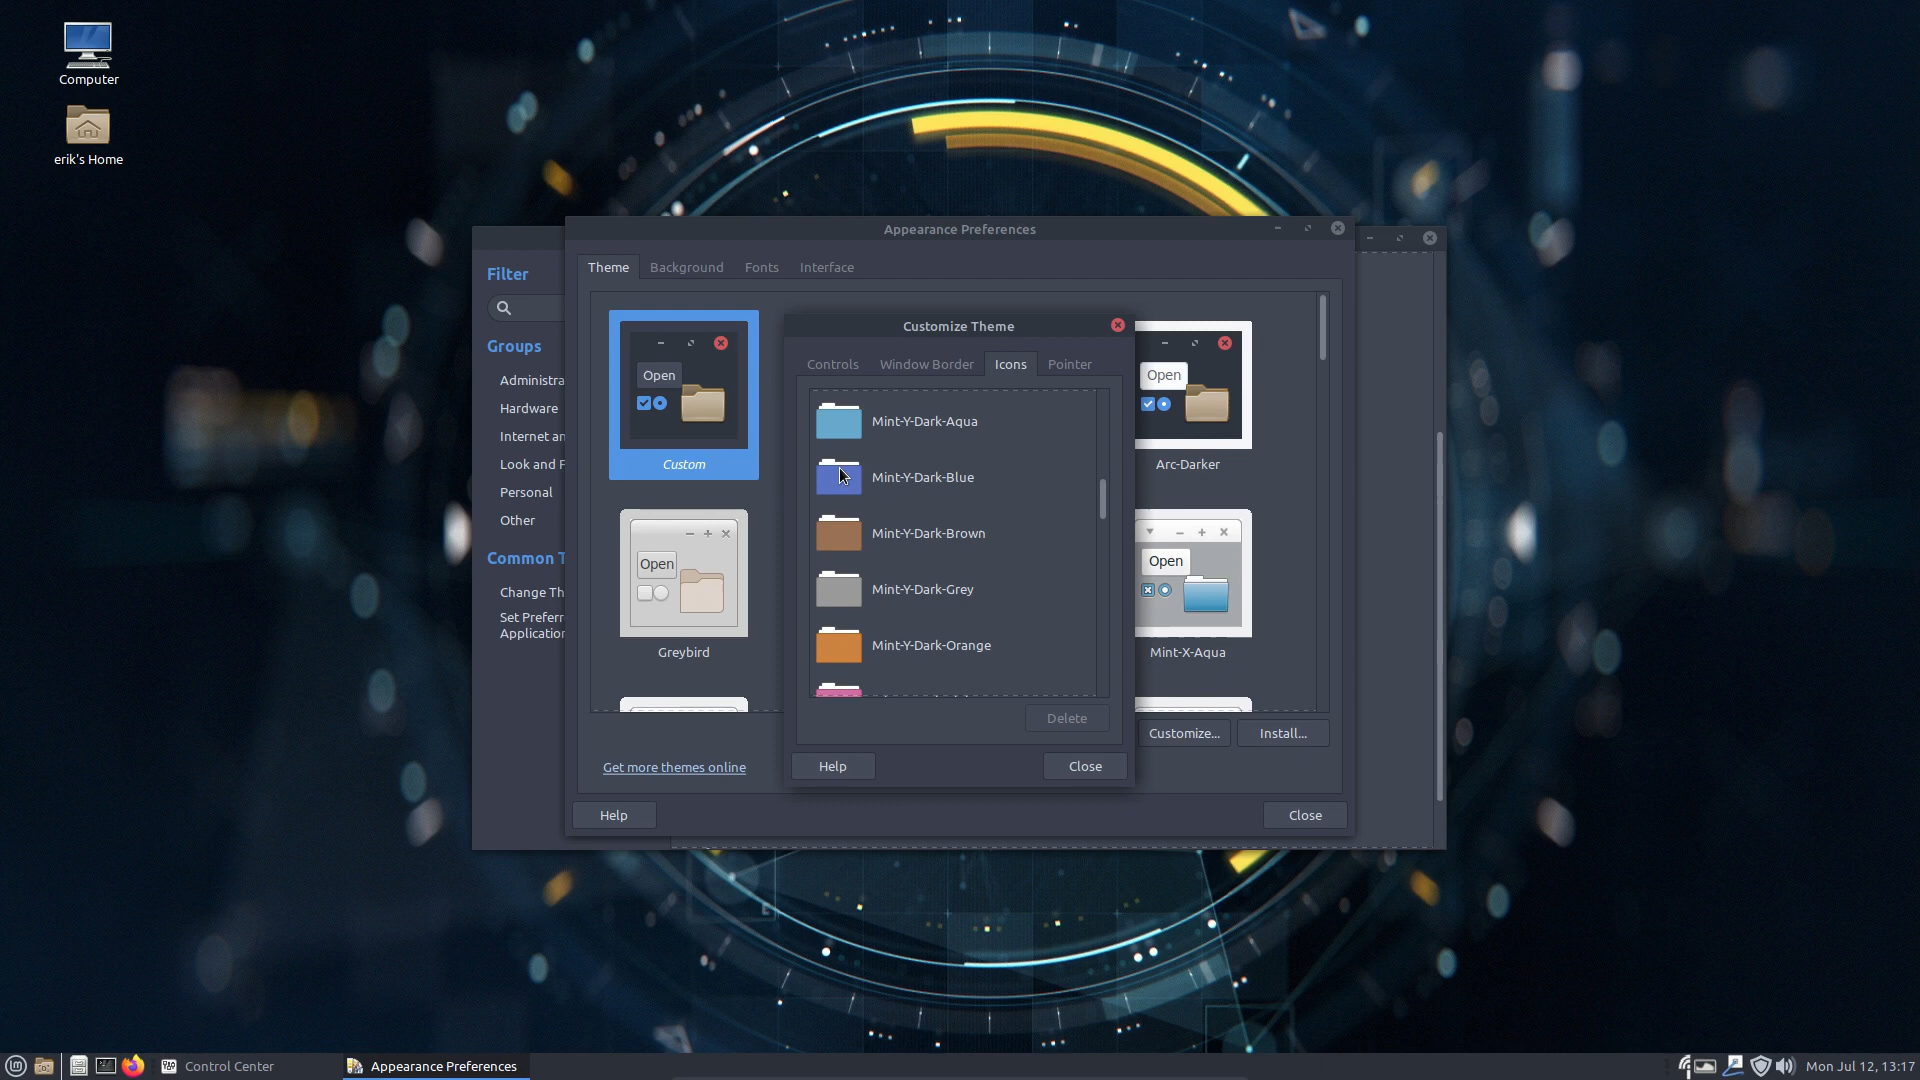 Computer
erik's Home
Appearance Preferences
Filter
Groups
Administra
Hardware
Internet an
Look and F
Personal
Other
Common T
Change Th
Set Prefer
Application
Theme
Background
Fonts
Interface
Open
Custom
Open
Greybird
Open
Arc-Darker
Open
Mint-X-Aqua
Customize Theme
Controls
Window Border
Icons
Pointer
Mint-Y-Dark-Aqua
Mint-Y-Dark-Blue
Mint-Y-Dark-Brown
Mint-Y-Dark-Grey
Mint-Y-Dark-Orange
Delete
Help
Close
Customize...
Install...
Get more themes online
Help
Close
Control Center
Appearance Preferences
Mon Jul 12, 13:17